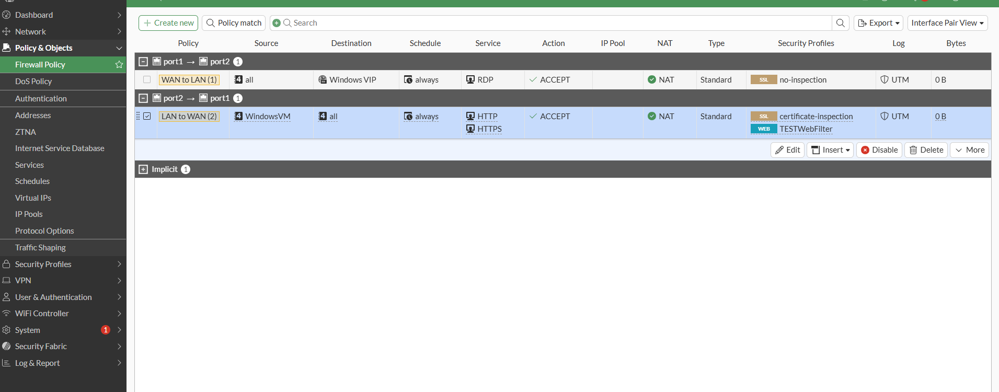 Dashboard
Network
Policy & Objects
Firewall Policy
DoS Policy
Authentication
Addresses
ZTNA
Internet Service Database
Services
Schedules
Virtual IPs
IP Pools
Protocol Options
Traffic Shaping
Security Profiles
VPN
User & Authentication
WiFi Controller
System 1
Security Fabric
Log & Report
Create new Policy match Search Export Interface Pair View
Policy Source Destination Schedule Service Action IP Pool NAT Type Security Profiles Log Bytes
port1 → port2 1
WAN to LAN (1) 4 all Windows VIP always RDP ACCEPT NAT Standard SSL no-inspection UTM 0 B
port2 → port1 1
LAN to WAN (2) 4 WindowsVM 4 all always HTTP ACCEPT NAT Standard SSL certificate-inspection UTM 0 B
HTTPS WEB TESTWebFilter
Edit Insert Disable Delete More
Implicit 1